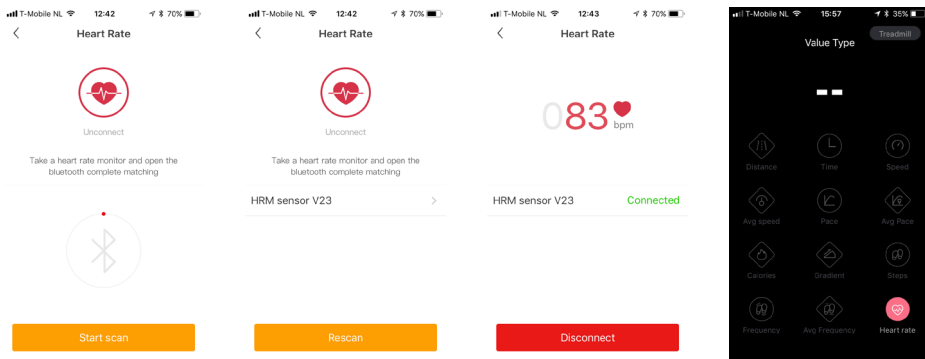 T-Mobile NL 12:42 70%
Heart Rate
Unconnect
Take a heart rate monitor and open the
bluetooth complete matching
Start scan
T-Mobile NL 12:42 70%
Heart Rate
Unconnect
Take a heart rate monitor and open the
bluetooth complete matching
HRM sensor V23
Rescan
T-Mobile NL 12:43 70%
Heart Rate
083 bpm
HRM sensor V23 Connected
Disconnect
T-Mobile NL 15:57 35%
Treadmill
Value Type
--
Distance Time Speed
Avg speed Pace Avg Pace
Calories Gradient Steps
Frequency Avg Frequency Heart rate